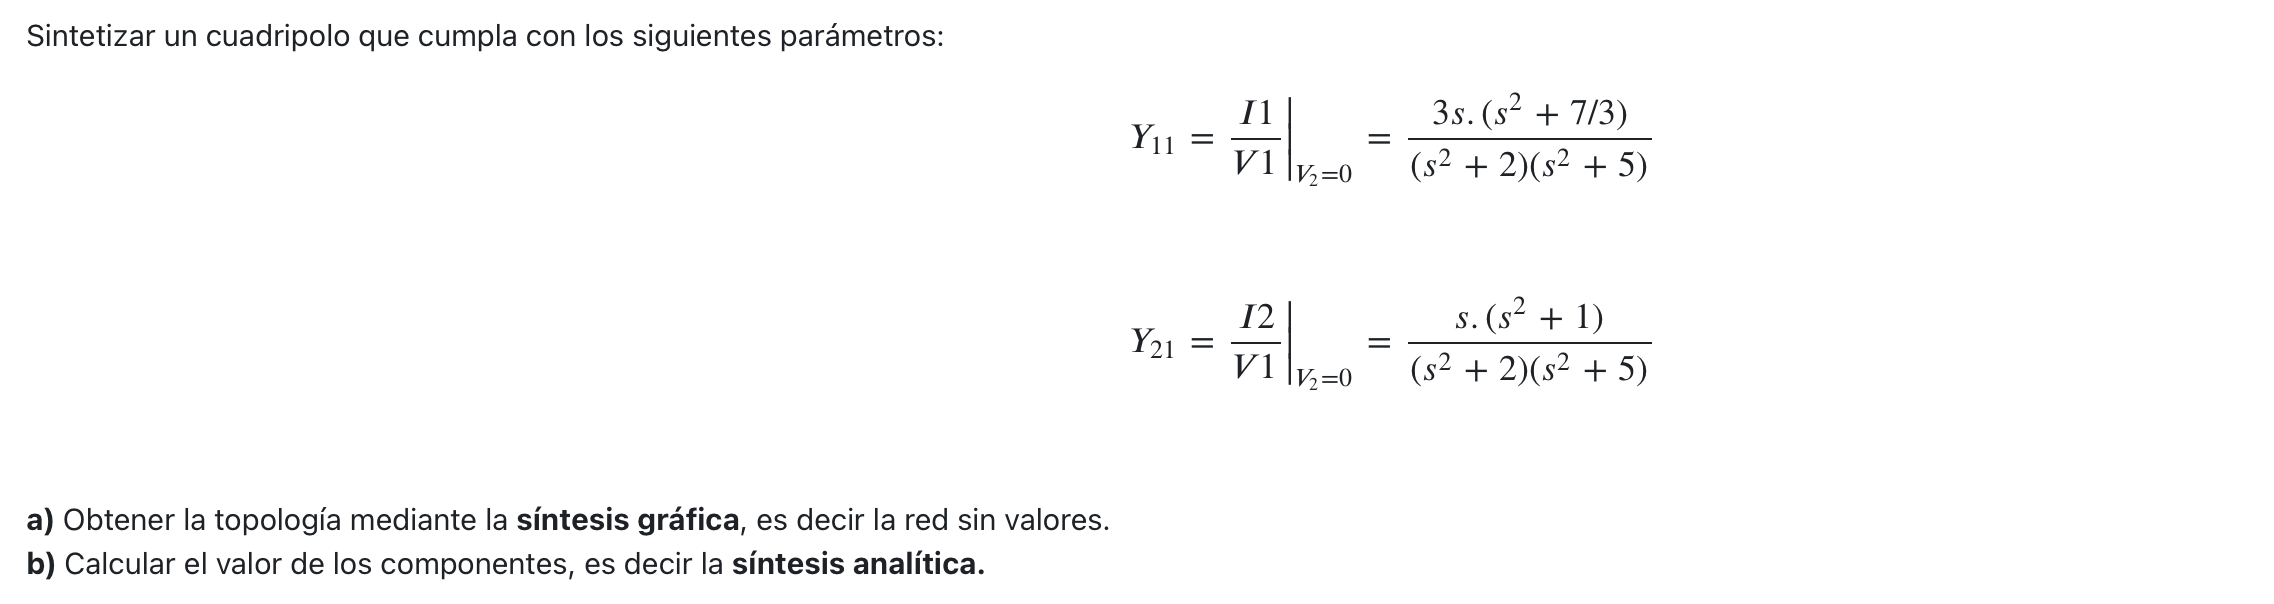 Sintetizar un cuadripolo que cumpla con los siguientes parámetros:
Y₁₁ = I1/V1 |_{V₂=0} = 3s.(s² + 7/3) / (s² + 2)(s² + 5)
Y₂₁ = I2/V1 |_{V₂=0} = s.(s² + 1) / (s² + 2)(s² + 5)
a) Obtener la topología mediante la síntesis gráfica, es decir la red sin valores.
b) Calcular el valor de los componentes, es decir la síntesis analítica.